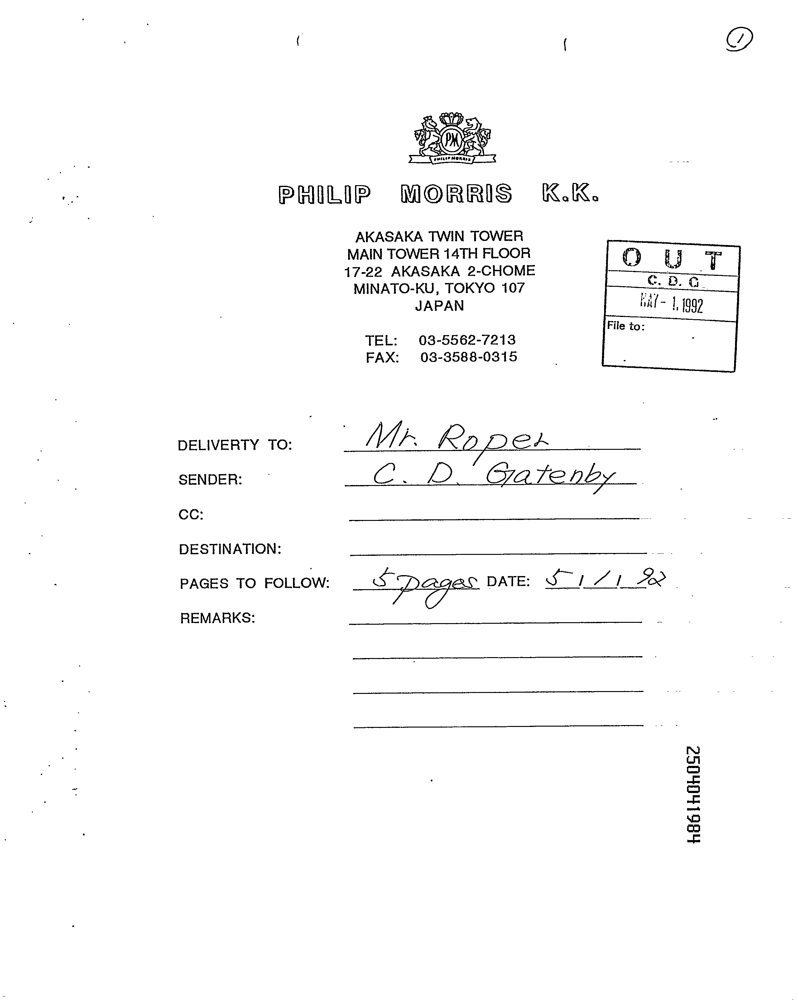 1
PM
PHILIP MORRIS
PHILIP MORRIS K.K.
AKASAKA TWIN TOWER
MAIN TOWER 14TH FLOOR
17-22 AKASAKA 2-CHOME
MINATO-KU, TOKYO 107
JAPAN
TEL: 03-5562-7213
FAX: 03-3588-0315
OUT
C. D. G
MAY - 1. 1992
File to:
DELIVERTY TO: Mr. Roper
SENDER: C. D. Gatenby
CC:
DESTINATION:
PAGES TO FOLLOW: 5 pages DATE: 5 / 1 / 92
REMARKS:
2504041984